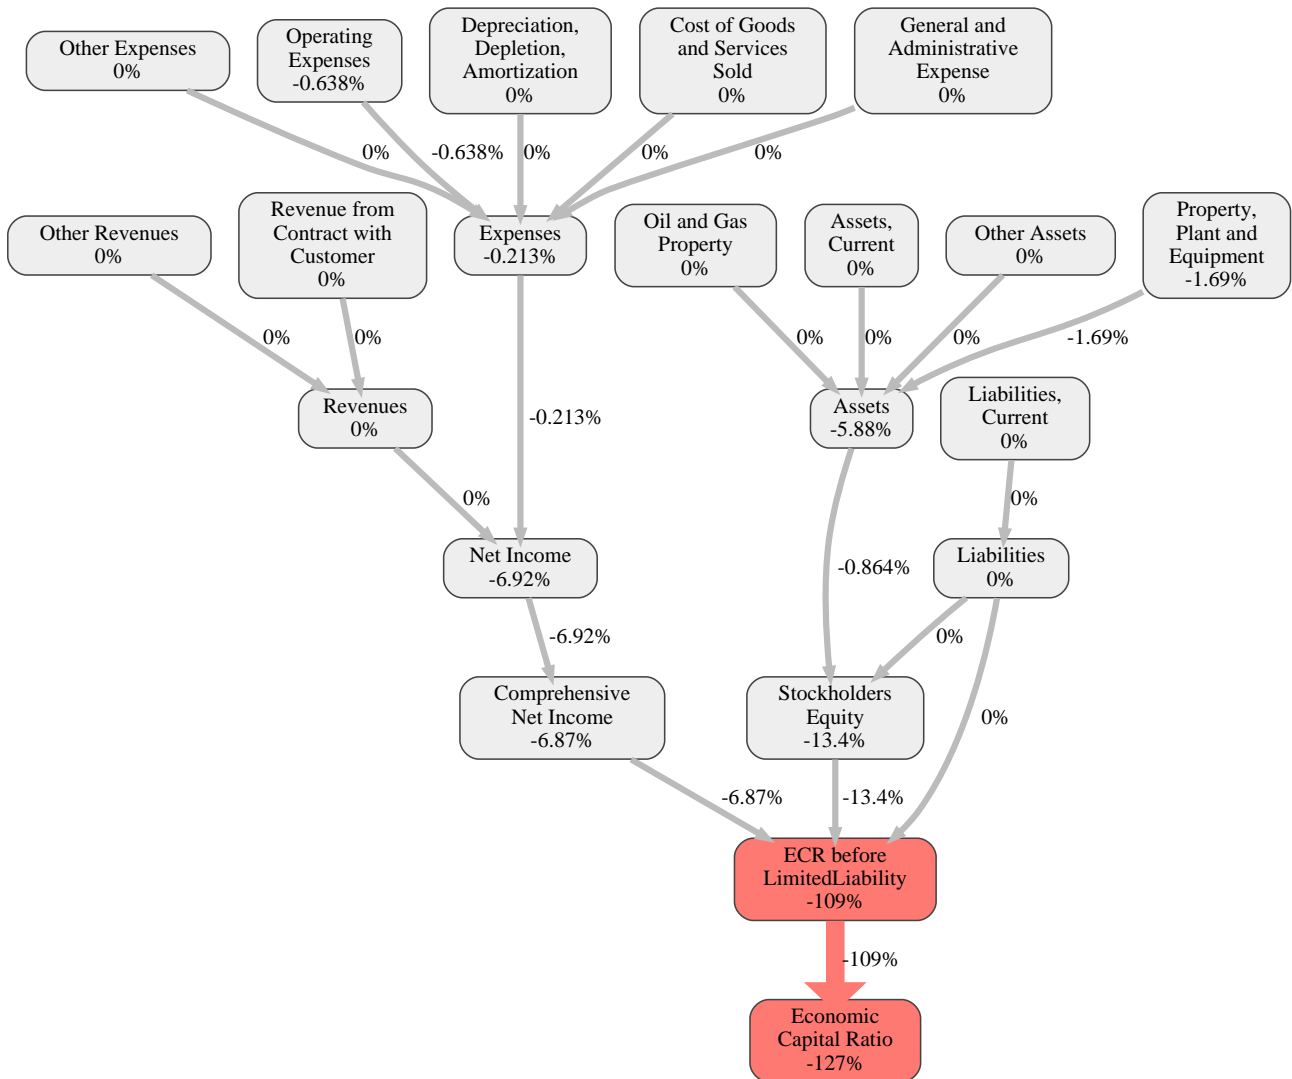 Other Expenses
0%
Operating
Expenses
-0.638%
Depreciation,
Depletion,
Amortization
0%
Cost of Goods
and Services
Sold
0%
General and
Administrative
Expense
0%
0%
-0.638%
0%
0%
0%
Other Revenues
0%
Revenue from
Contract with
Customer
0%
Expenses
-0.213%
Oil and Gas
Property
0%
Assets,
Current
0%
Other Assets
0%
Property,
Plant and
Equipment
-1.69%
0%
0%
0%
0%
0%
-1.69%
Revenues
0%
-0.213%
Assets
-5.88%
Liabilities,
Current
0%
0%
0%
Net Income
-6.92%
-0.864%
Liabilities
0%
-6.92%
0%
Comprehensive
Net Income
-6.87%
Stockholders
Equity
-13.4%
0%
-6.87%
-13.4%
ECR before
LimitedLiability
-109%
-109%
Economic
Capital Ratio
-127%